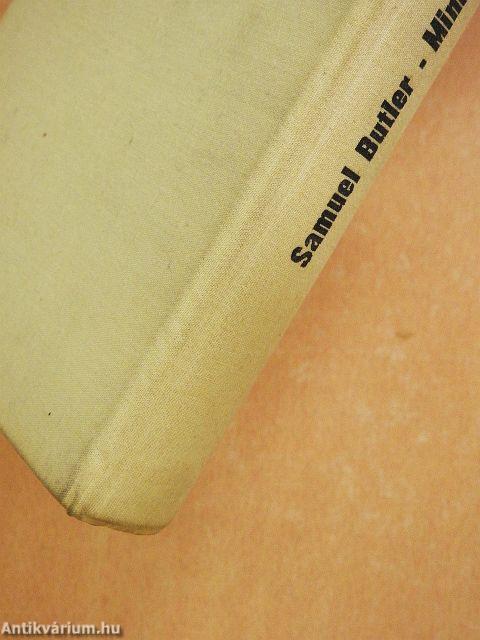 Samuel Butler - Min
Antikvárium.hu